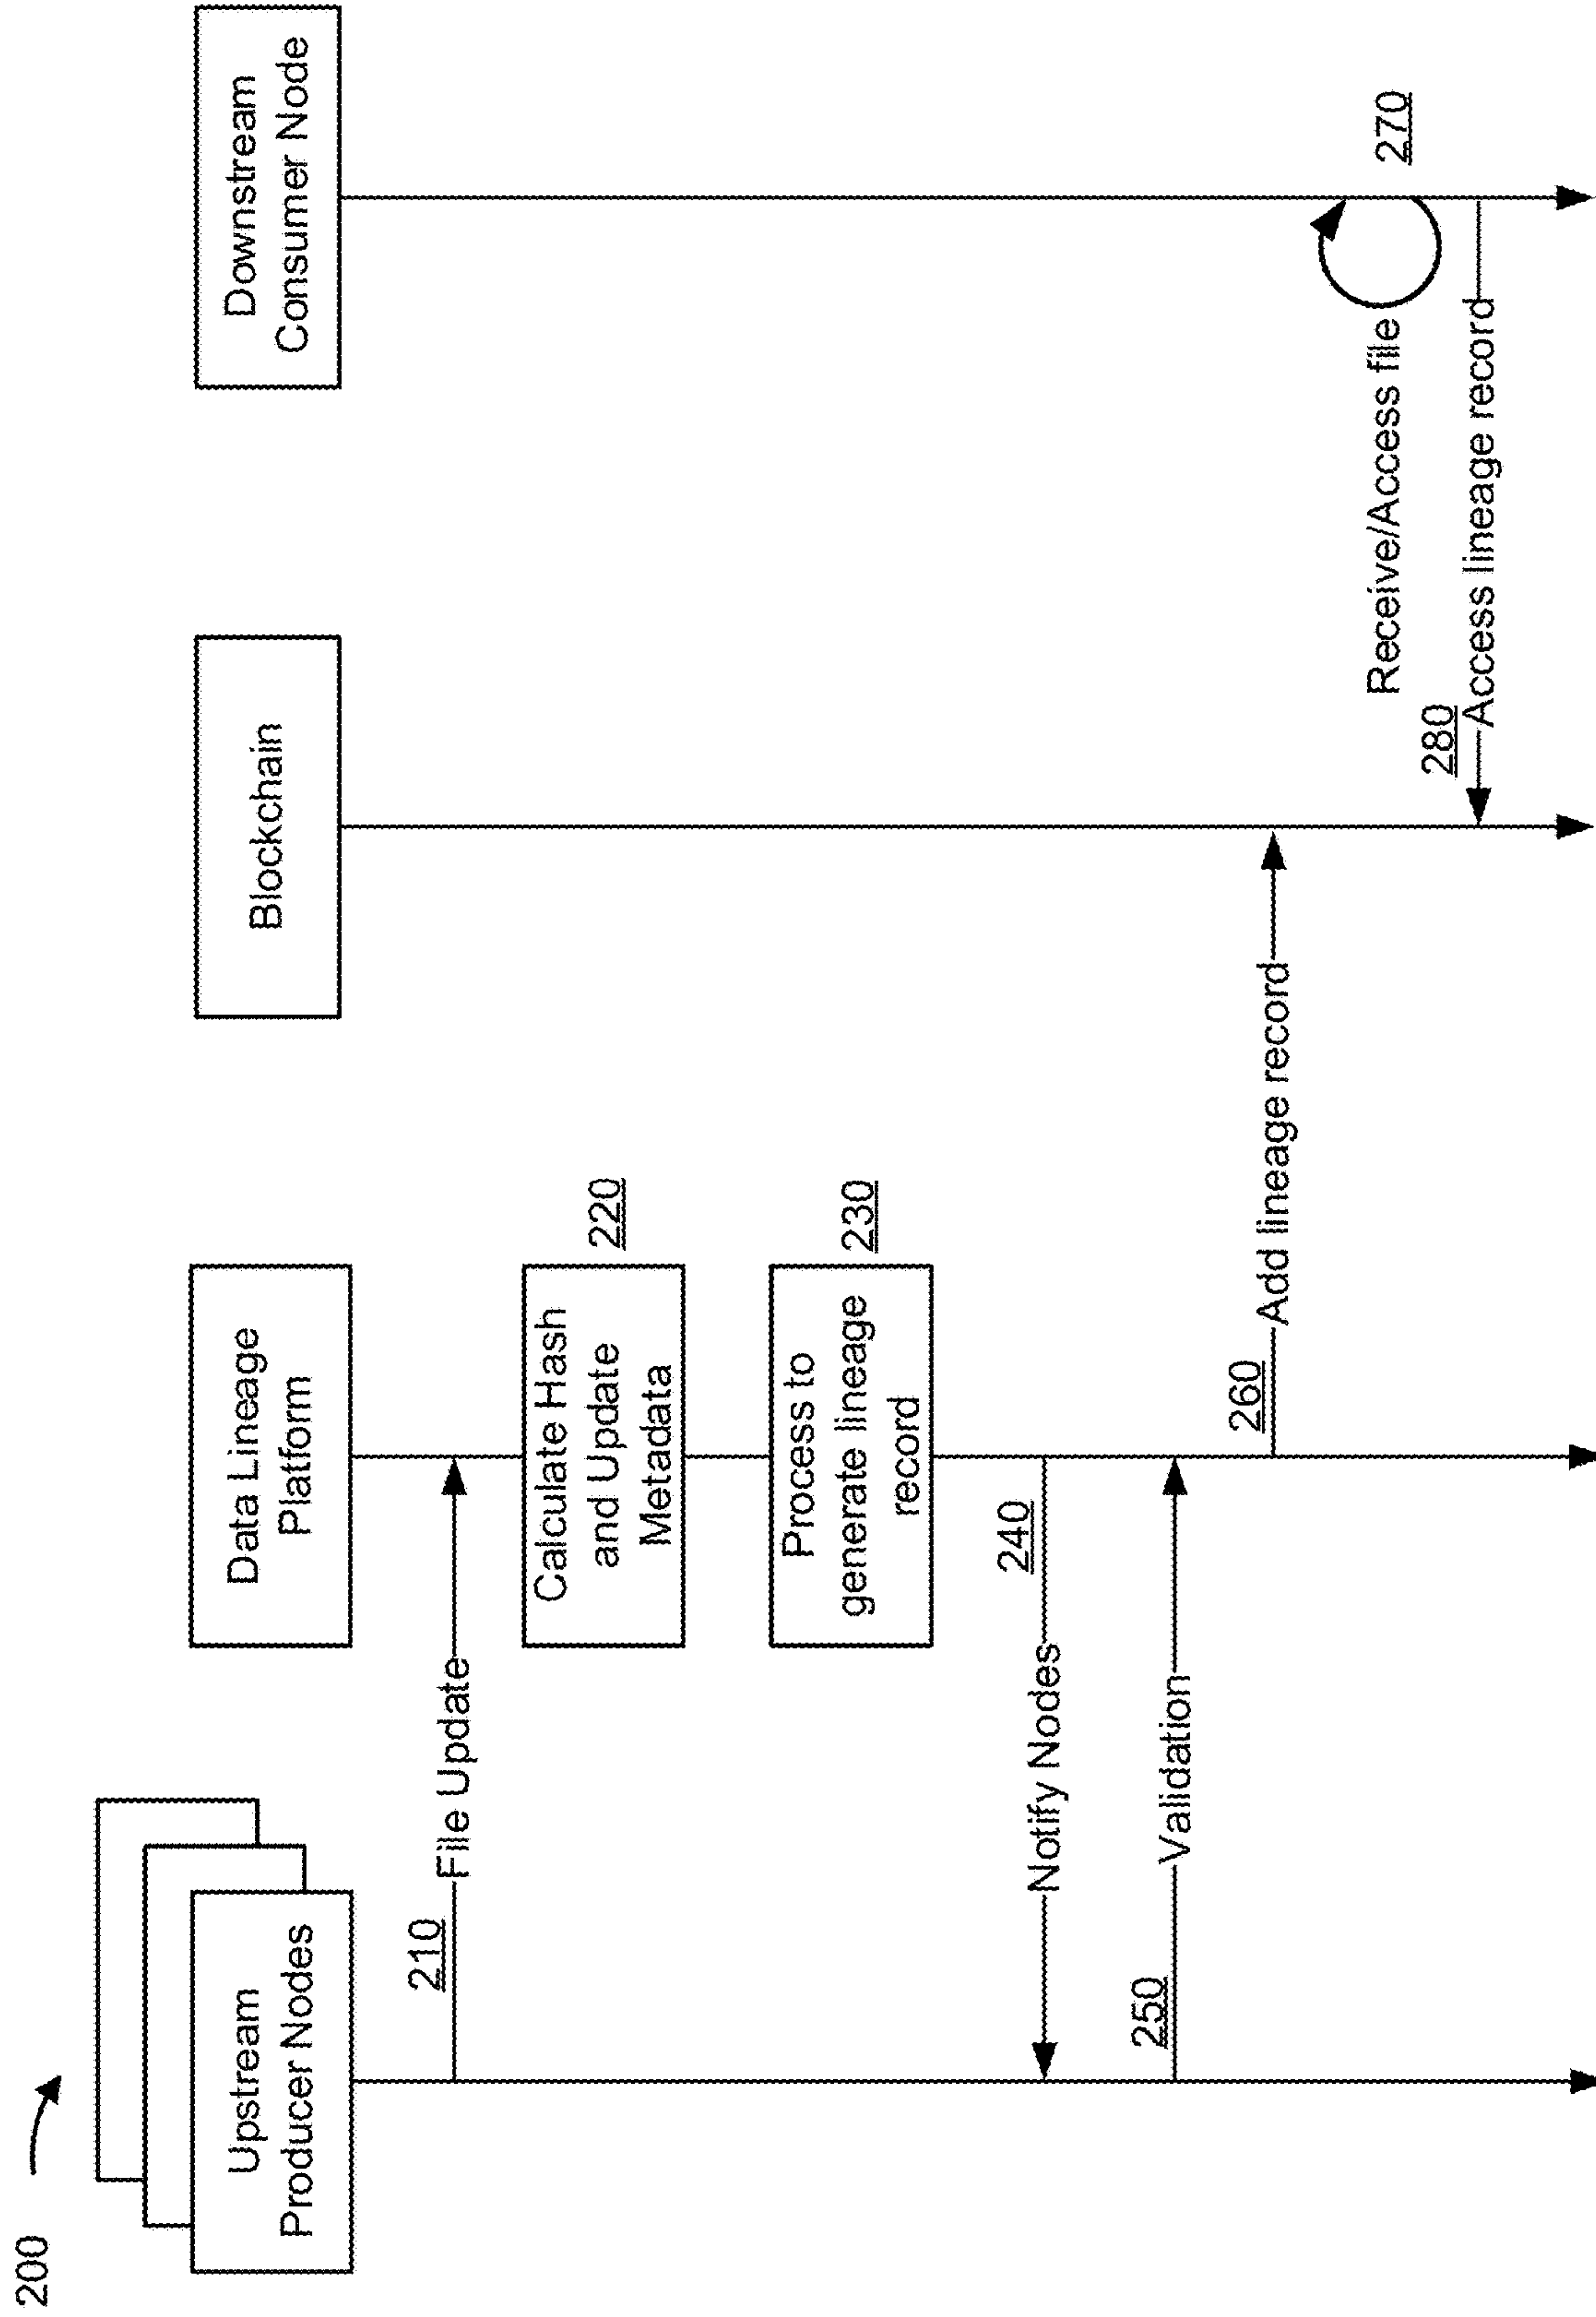 200
Upstream
Producer Nodes
Data Lineage
Platform
Blockchain
Downstream
Consumer Node
210
File Update
Calculate Hash
and Update
Metadata
220
Process to
generate lineage
record
230
240
Notify Nodes
250
Validation
260
Add lineage record
Receive/Access file
270
280
Access lineage record